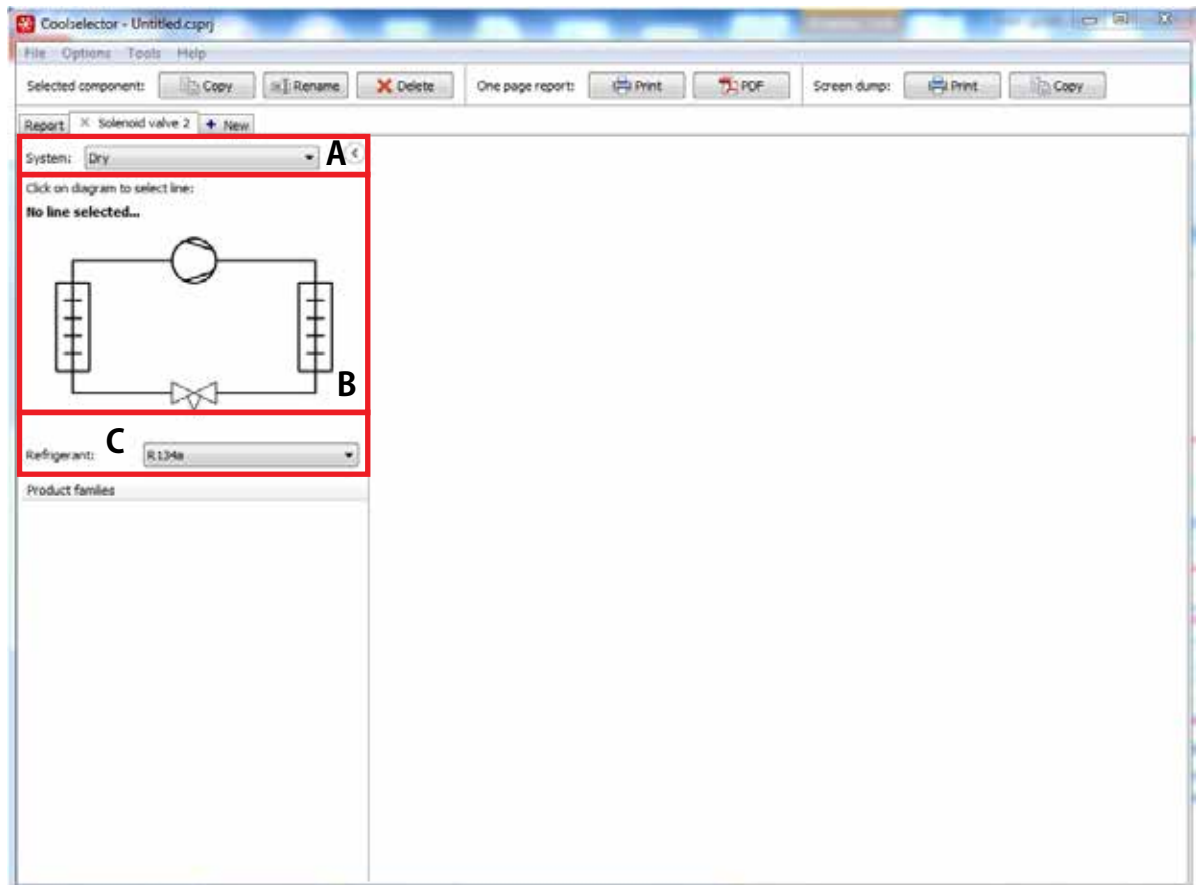 Coolselector - Untitled.csprj
File Options Tools Help
Selected component: Copy Rename Delete One page report: Print PDF Screen dump: Print Copy
Report Solenoid valve 2 New
System: Dry A
Click on diagram to select line:
No line selected...
B
C
Refrigerant: R134a
Product families